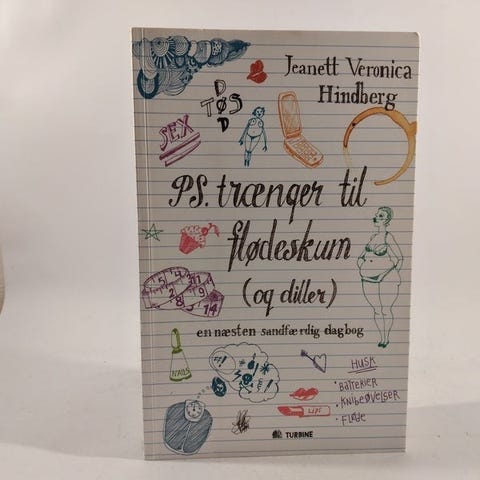 Jeanett Veronica
Hindberg
D
TØS
D
SEX
PS. trænger til
flødeskum
(og diller)
en næsten sandfærdig dagbog
NAILS
HUSK
• BATTERIER
• KNIBEØVELSER
• FLØDE
LIPS
TURBINE